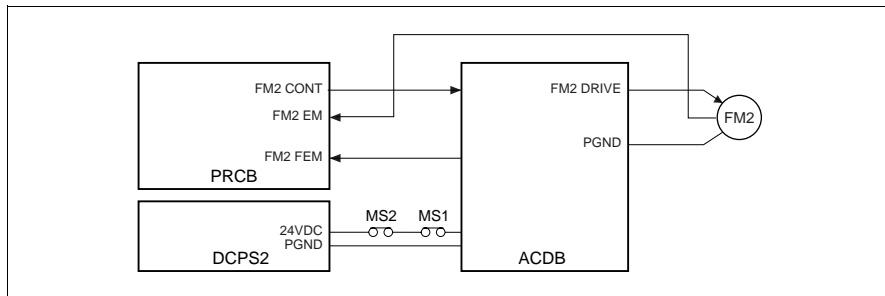 FM2 CONT
FM2 EM
FM2 FEM
PRCB
24VDC
PGND
DCPS2
MS2
MS1
FM2 DRIVE
PGND
ACDB
FM2